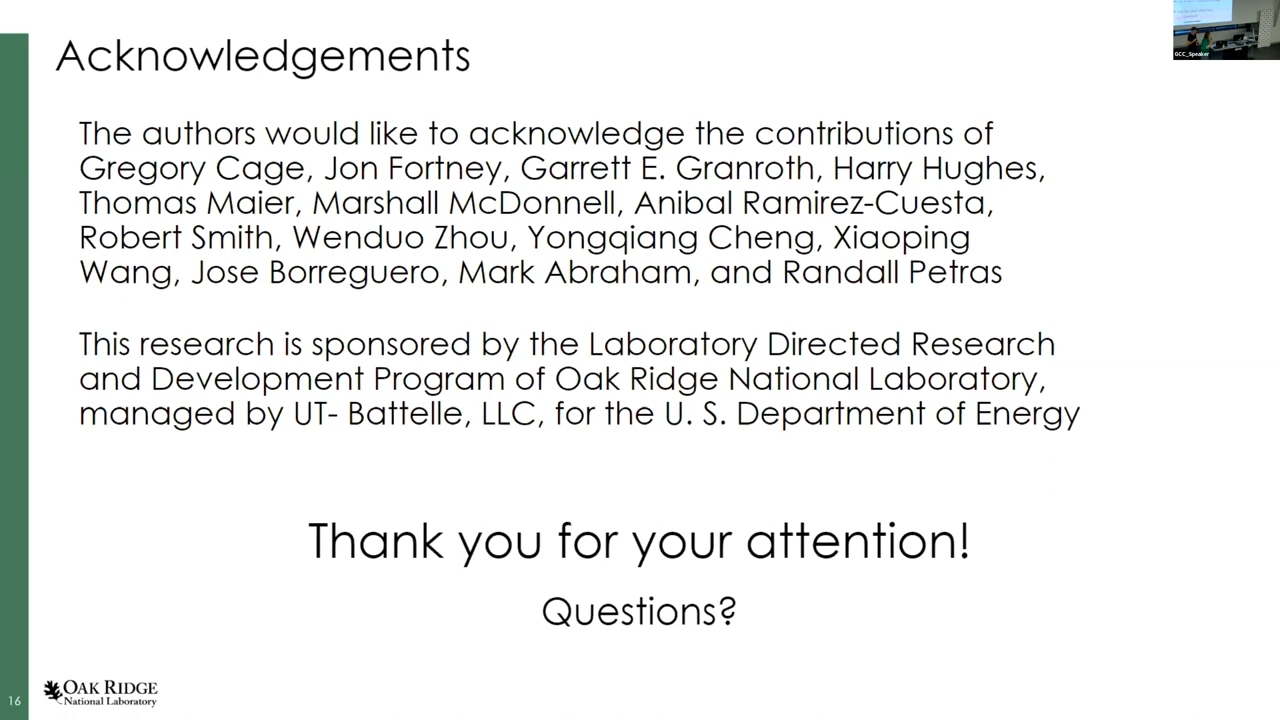 Acknowledgements
GCC_Speaker
The authors would like to acknowledge the contributions of
Gregory Cage, Jon Fortney, Garrett E. Granroth, Harry Hughes,
Thomas Maier, Marshall McDonnell, Anibal Ramirez-Cuesta,
Robert Smith, Wenduo Zhou, Yongqiang Cheng, Xiaoping
Wang, Jose Borreguero, Mark Abraham, and Randall Petras
This research is sponsored by the Laboratory Directed Research
and Development Program of Oak Ridge National Laboratory,
managed by UT- Battelle, LLC, for the U. S. Department of Energy
Thank you for your attention!
Questions?
16
OAK RIDGE
National Laboratory